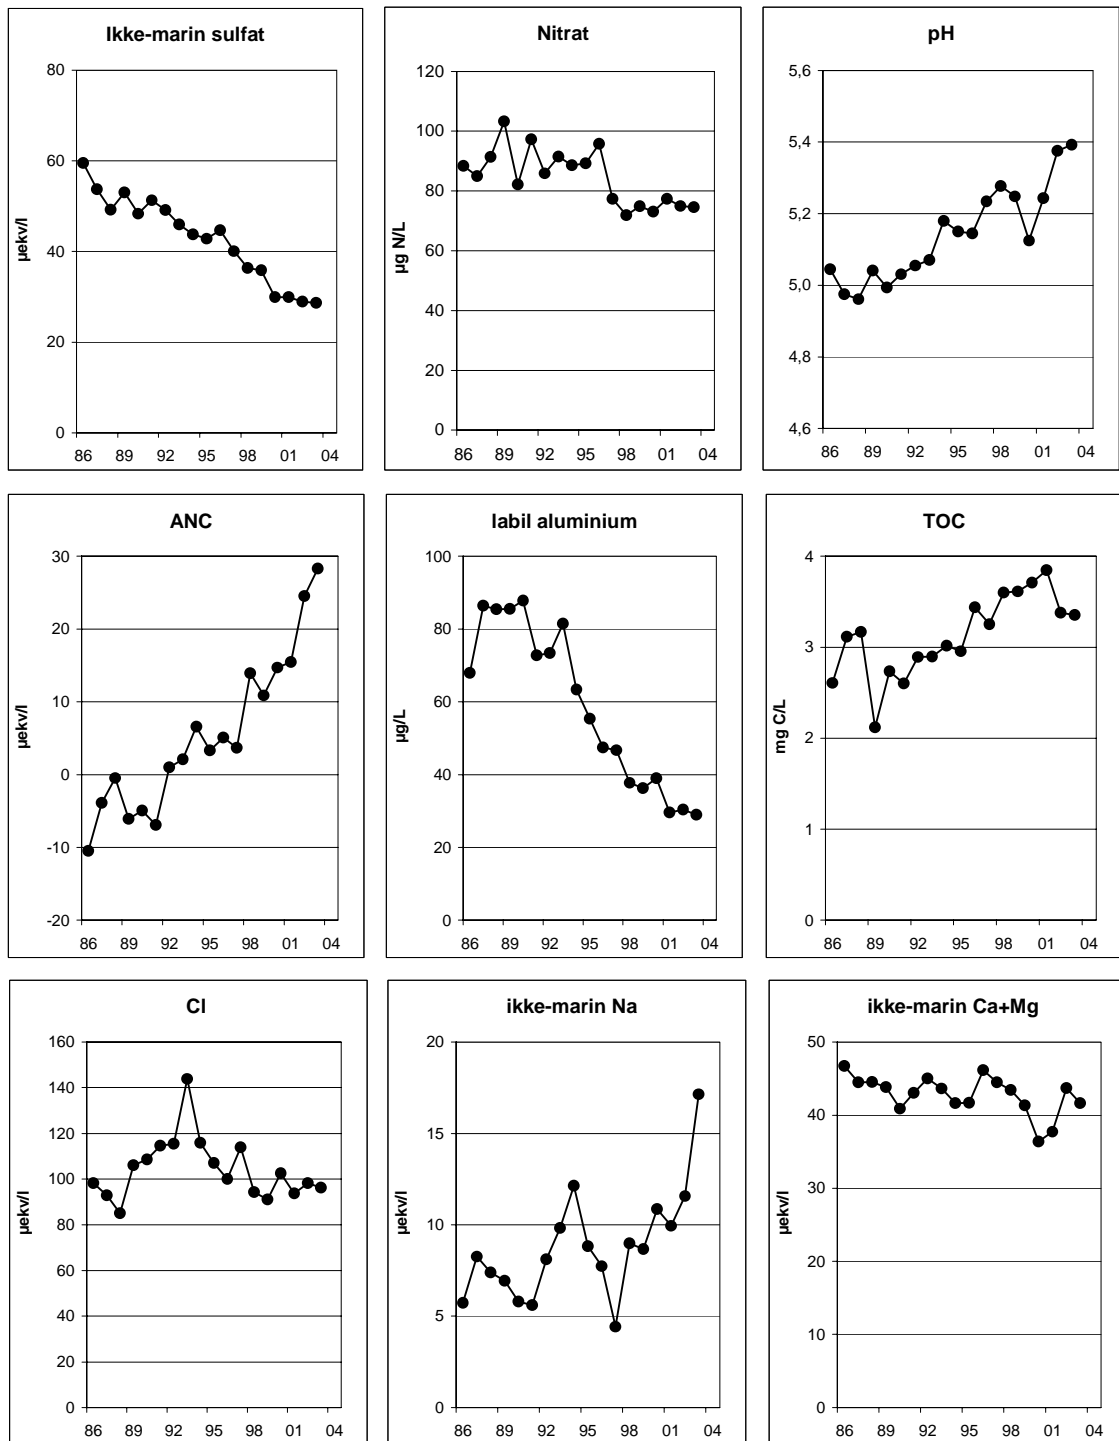 Ikke-marin sulfat
80
60
40
20
0
µekv/l
86 89 92 95 98 01 04
Nitrat
120
100
80
60
40
20
0
µg N/L
86 89 92 95 98 01 04
pH
5,6
5,4
5,2
5,0
4,8
4,6
86 89 92 95 98 01 04
ANC
30
20
10
0
-10
-20
µekv/l
86 89 92 95 98 01 04
labil aluminium
100
80
60
40
20
0
µg/L
86 89 92 95 98 01 04
TOC
4
3
2
1
0
mg C/L
86 89 92 95 98 01 04
Cl
160
140
120
100
80
60
40
20
0
µekv/l
86 89 92 95 98 01 04
ikke-marin Na
20
15
10
5
0
µekv/l
86 89 92 95 98 01 04
ikke-marin Ca+Mg
50
40
30
20
10
0
µekv/l
86 89 92 95 98 01 04